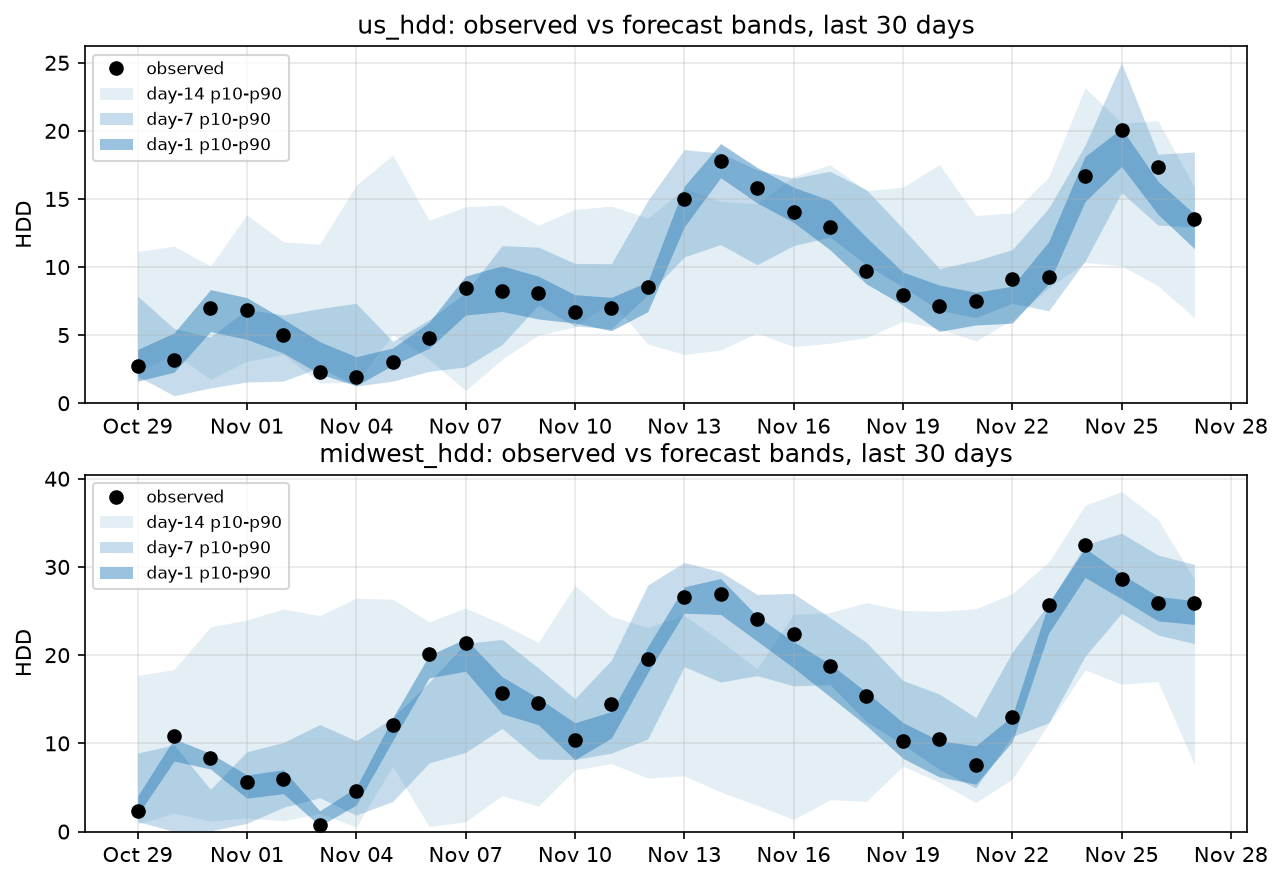 us_hdd: observed vs forecast bands, last 30 days
25
20
15
10
5
0
HDD
observed
day-14 p10-p90
day-7 p10-p90
day-1 p10-p90
Oct 29 Nov 01 Nov 04 Nov 07 Nov 10 Nov 13 Nov 16 Nov 19 Nov 22 Nov 25 Nov 28
midwest_hdd: observed vs forecast bands, last 30 days
40
30
20
10
0
HDD
observed
day-14 p10-p90
day-7 p10-p90
day-1 p10-p90
Oct 29 Nov 01 Nov 04 Nov 07 Nov 10 Nov 13 Nov 16 Nov 19 Nov 22 Nov 25 Nov 28